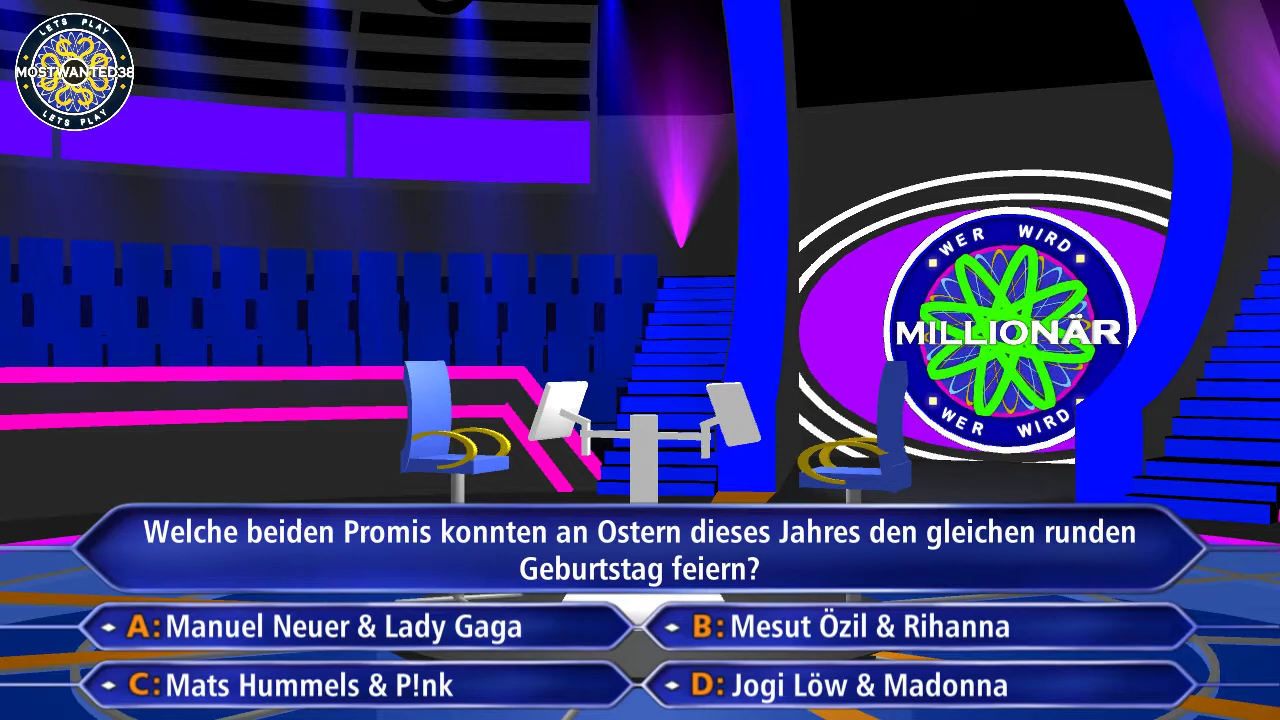 LETS PLAY
MOSTWANTED38
LETS PLAY
WER WIRD
MILLIONÄR
WER WIRD
Welche beiden Promis konnten an Ostern dieses Jahres den gleichen runden
Geburtstag feiern?
A: Manuel Neuer & Lady Gaga
B: Mesut Özil & Rihanna
C: Mats Hummels & P!nk
D: Jogi Löw & Madonna